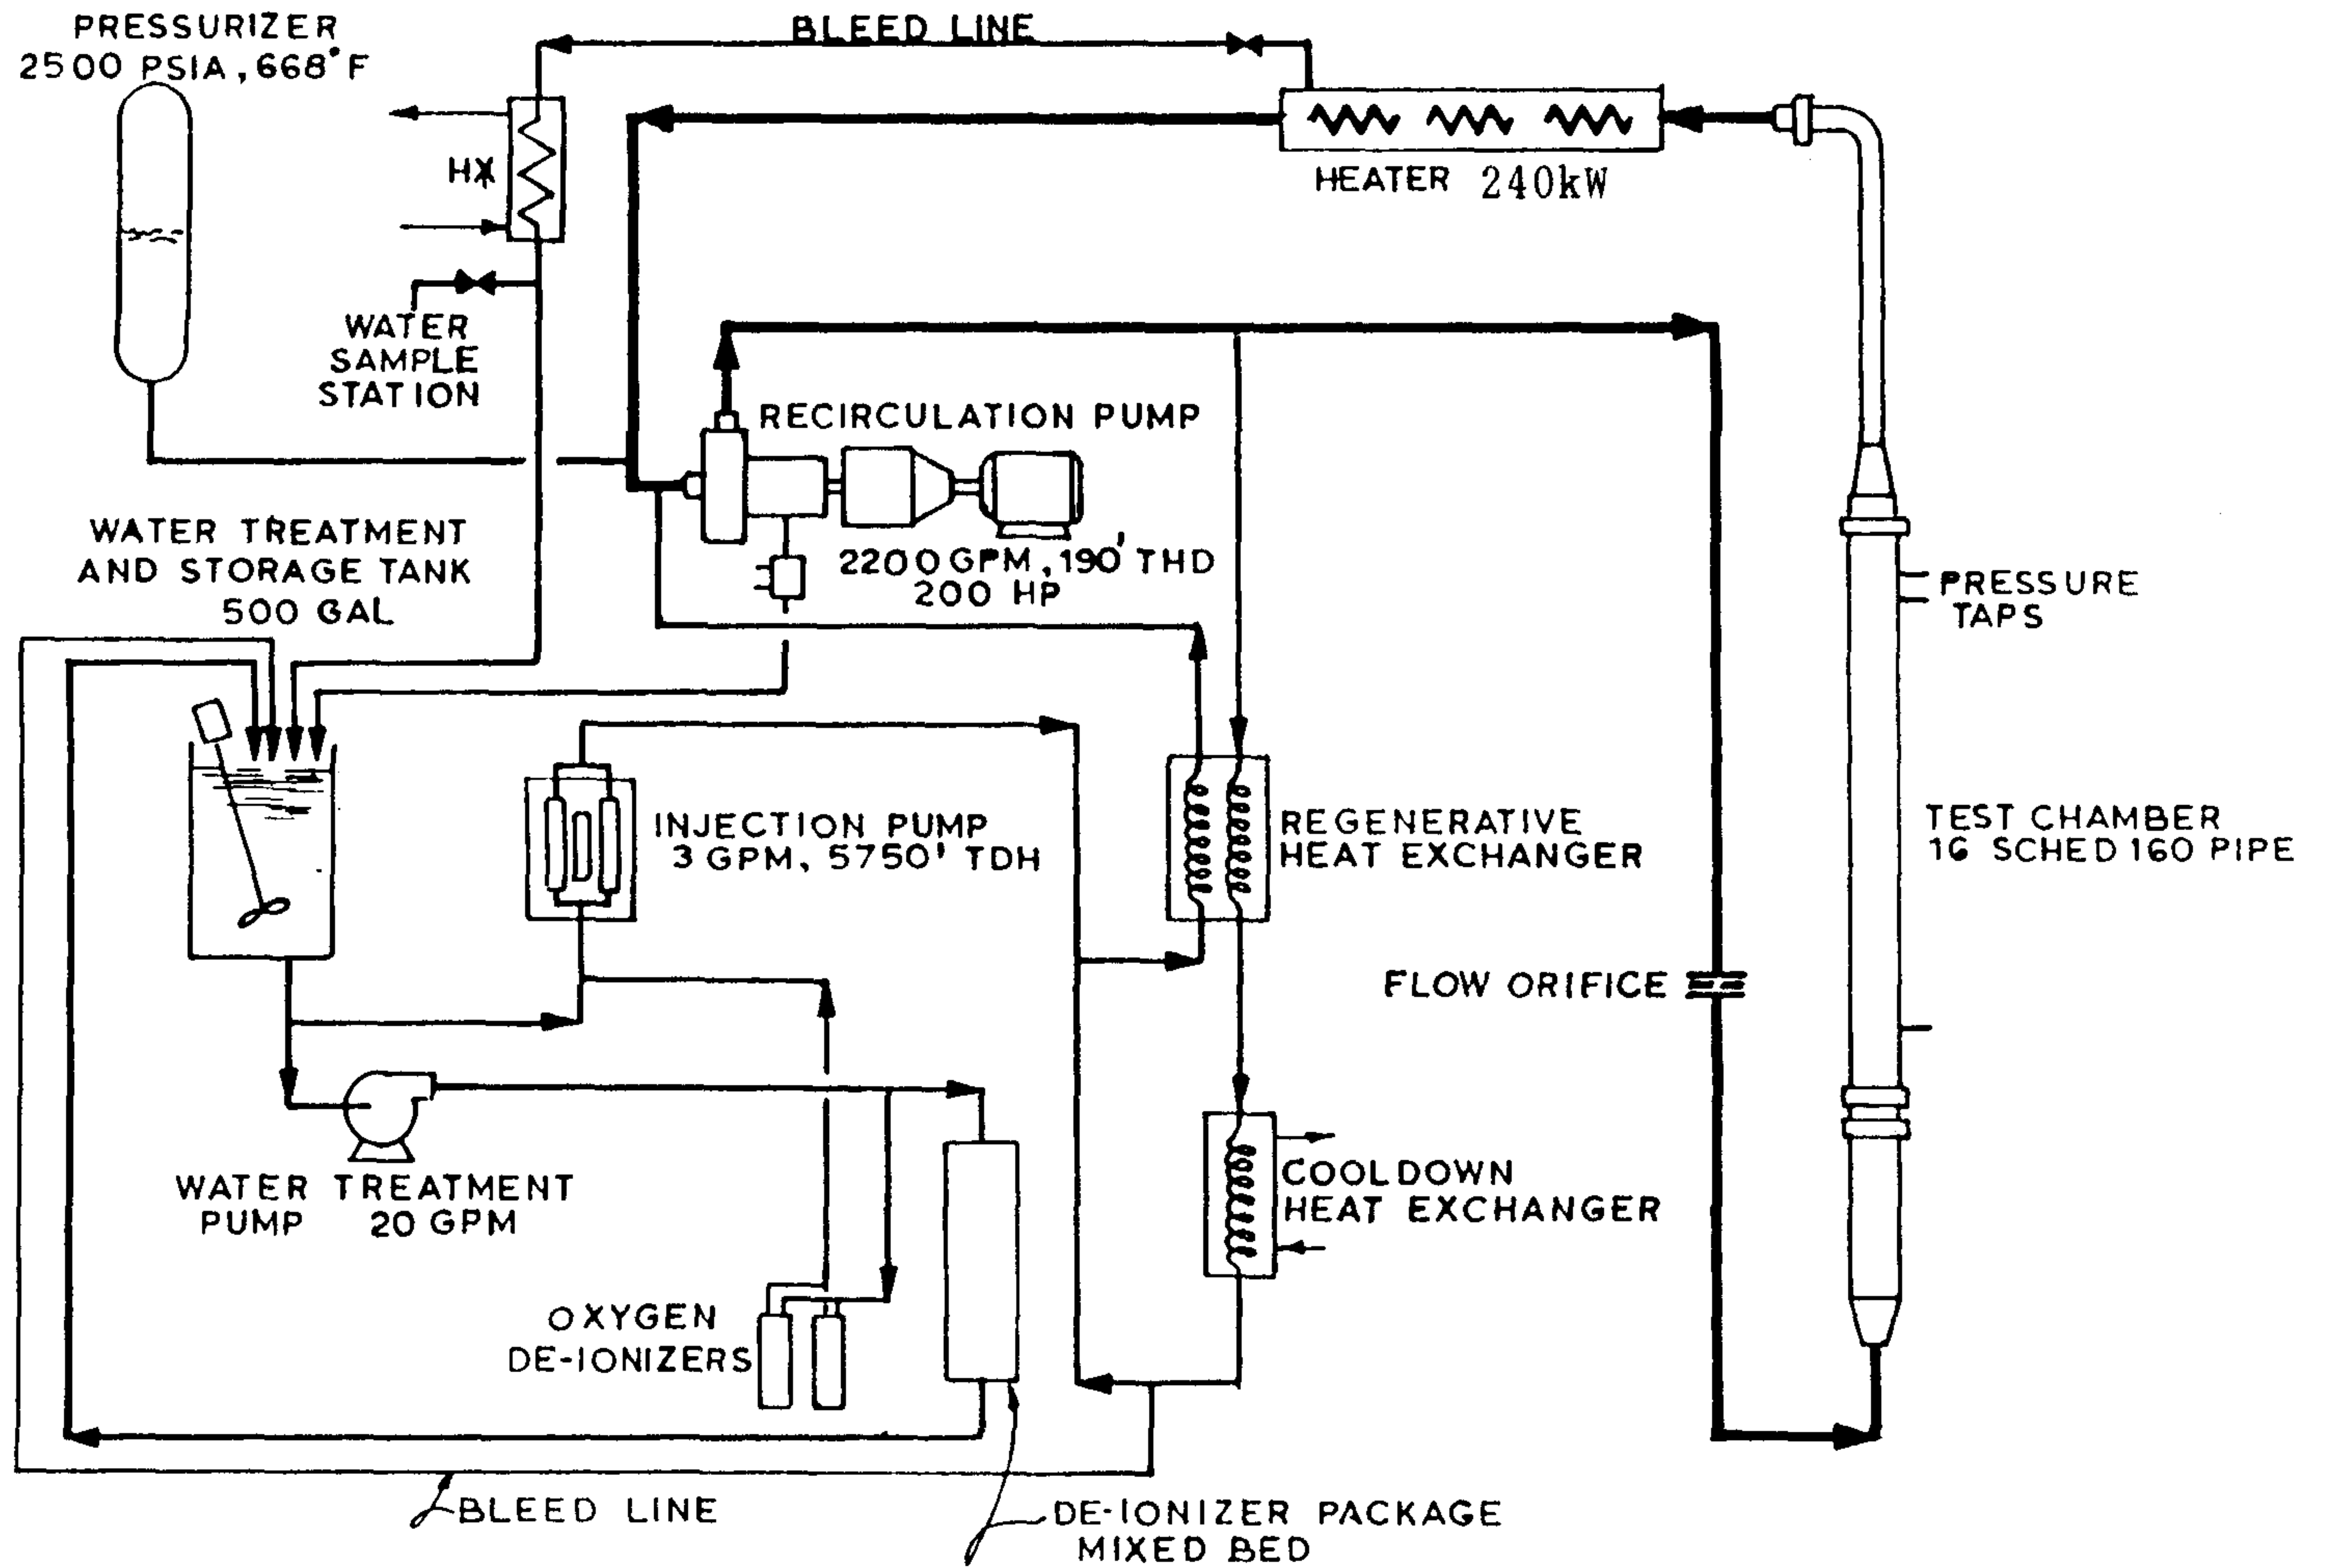 PRESSURIZER
2500 PSIA, 668°F
BLEED LINE
HX
HEATER 240kW
WATER
SAMPLE
STATION
RECIRCULATION PUMP
2200 GPM, 190' THD
200 HP
WATER TREATMENT
AND STORAGE TANK
500 GAL
PRESSURE
TAPS
INJECTION PUMP
3 GPM, 5750' TDH
REGENERATIVE
HEAT EXCHANGER
TEST CHAMBER
16 SCHED 160 PIPE
FLOW ORIFICE
WATER TREATMENT
PUMP 20 GPM
COOLDOWN
HEAT EXCHANGER
OXYGEN
DE-IONIZERS
BLEED LINE
DE-IONIZER PACKAGE
MIXED BED